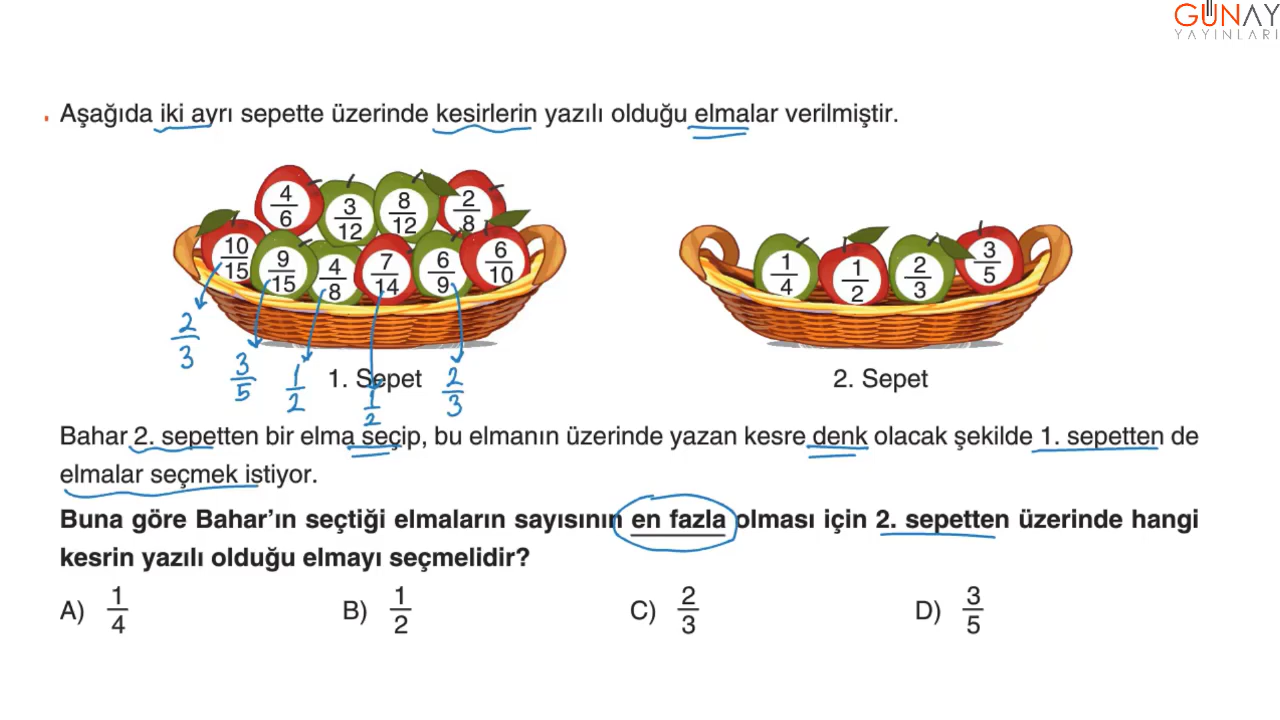 GÜNAY
YAYINLARI
Aşağıda iki ayrı sepette üzerinde kesirlerin yazılı olduğu elmalar verilmiştir.
4/6 3/12 8/12 2/8
10/15 9/15 4/8 7/14 6/9 6/10
1/4 1/2 2/3 3/5
2/3 3/5 1/2 1/2 2/3
1. Sepet 2. Sepet
Bahar 2. sepetten bir elma seçip, bu elmanın üzerinde yazan kesre denk olacak şekilde 1. sepetten de
elmalar seçmek istiyor.
Buna göre Bahar'ın seçtiği elmaların sayısının en fazla olması için 2. sepetten üzerinde hangi
kesrin yazılı olduğu elmayı seçmelidir?
A) 1/4 B) 1/2 C) 2/3 D) 3/5